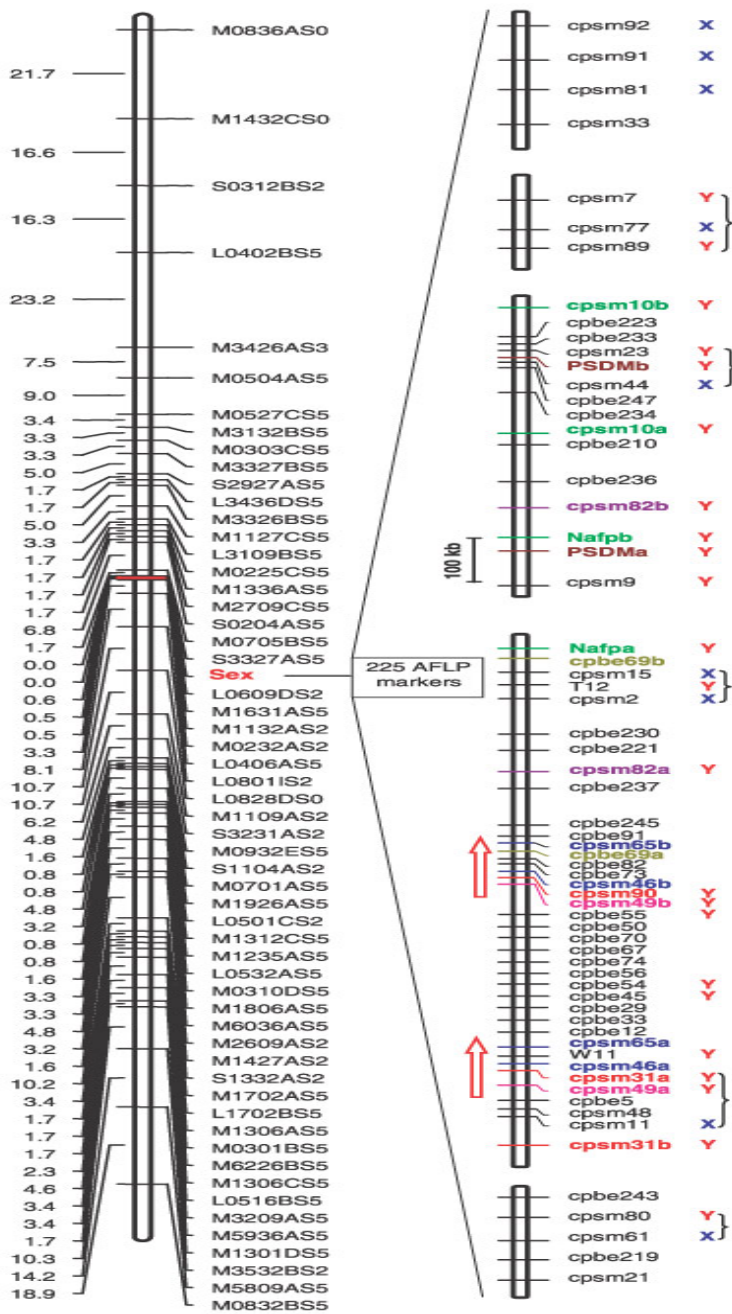 21.7
16.6
16.3
23.2
7.5
9.0
3.4
3.3
3.3
5.0
1.7
1.7
5.0
3.3
1.7
1.7
1.7
6.8
1.7
0.0
0.0
0.6
0.5
0.5
3.3
8.1
10.7
10.7
6.2
4.8
1.6
0.8
0.8
4.8
3.2
0.8
0.8
1.6
3.3
3.3
4.8
3.2
1.6
10.2
3.4
1.7
1.7
1.7
2.3
4.6
3.4
3.4
1.7
10.3
14.2
18.9
M0836AS0
M1432CS0
S0312BS2
L0402BS5
M3426AS3
M0504AS5
M0527CS5
M3132BS5
M0303CS5
M3327BS5
S2927AS5
L3436DS5
M3326BS5
M1127CS5
L3109BS5
M0225CS5
M1336AS5
M2709CS5
S0204AS5
M0705BS5
S3327AS5
Sex
L0609DS2
M1631AS5
M1132AS2
M0232AS2
L0406AS5
L0801IS2
L0828DS0
M1109AS2
S3231AS2
M0932ES5
S1104AS2
M0701AS5
M1926AS5
L0501CS2
M1312CS5
M1235AS5
L0532AS5
M0310DS5
M1806AS5
M6036AS5
M2609AS2
M1427AS2
S1332AS2
M1702AS5
L1702BS5
M1306AS5
M0301BS5
M6226BS5
M1306CS5
L0516BS5
M3209AS5
M5936AS5
M1301DS5
M3532BS2
M5809AS5
M0832BS5
225 AFLP
markers
100 kb
cpsm92 X
cpsm91 X
cpsm81 X
cpsm33
cpsm7 Y
cpsm77 X
cpsm89 Y
cpsm10b Y
cpbe223
cpbe233
cpsm23 Y
PSDMb Y
cpsm44 X
cpbe247
cpbe234
cpsm10a Y
cpbe210
cpbe236
cpsm82b Y
Nafpb Y
PSDMa Y
cpsm9 Y
Nafpa Y
cpbe69b
cpsm15 X
T12 Y
cpsm2 X
cpbe230
cpbe221
cpsm82a Y
cpbe237
cpbe245
cpbe91
cpsm65b
cpbe69a
cpbe82
cpbe73
cpsm46b
cpsm90 Y
cpsm49b Y
cpbe55 Y
cpbe50
cpbe70
cpbe67
cpbe74
cpbe56
cpbe54 Y
cpbe45 Y
cpbe29
cpbe33
cpbe12
cpsm65a
W11 Y
cpsm46a
cpsm31a Y
cpsm49a Y
cpbe5
cpsm48
cpsm11 X
cpsm31b Y
cpbe243
cpsm80 Y
cpsm61 X
cpbe219
cpsm21